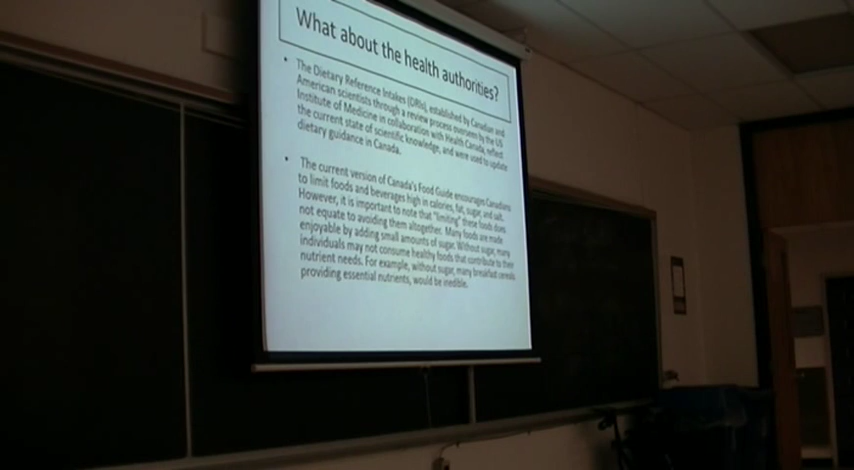 What about the health authorities?
• The Dietary Reference Intakes (DRIs), established by Canadian and
American scientists through a review process overseen by the US
Institute of Medicine in collaboration with Health Canada, reflect
the current state of scientific knowledge, and were used to update
dietary guidance in Canada.
• The current version of Canada's Food Guide encourages Canadians
to limit foods and beverages high in calories, fat, sugar, and salt.
However, it is important to note that "limiting" these foods does
not equate to avoiding them altogether. Many foods are made
enjoyable by adding small amounts of sugar. Without sugar, many
individuals may not consume healthy foods that contribute to their
nutrient needs. For example, without sugar, many breakfast cereals
providing essential nutrients, would be inedible.